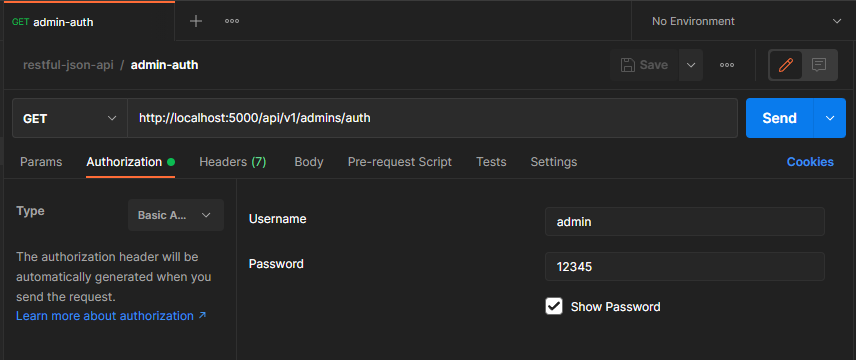 GET admin-auth
No Environment
restful-json-api / admin-auth
Save
GET
http://localhost:5000/api/v1/admins/auth
Send
Params Authorization Headers (7) Body Pre-request Script Tests Settings Cookies
Type
Basic A...
The authorization header will be
automatically generated when you
send the request.
Learn more about authorization ↗
Username
admin
Password
12345
Show Password